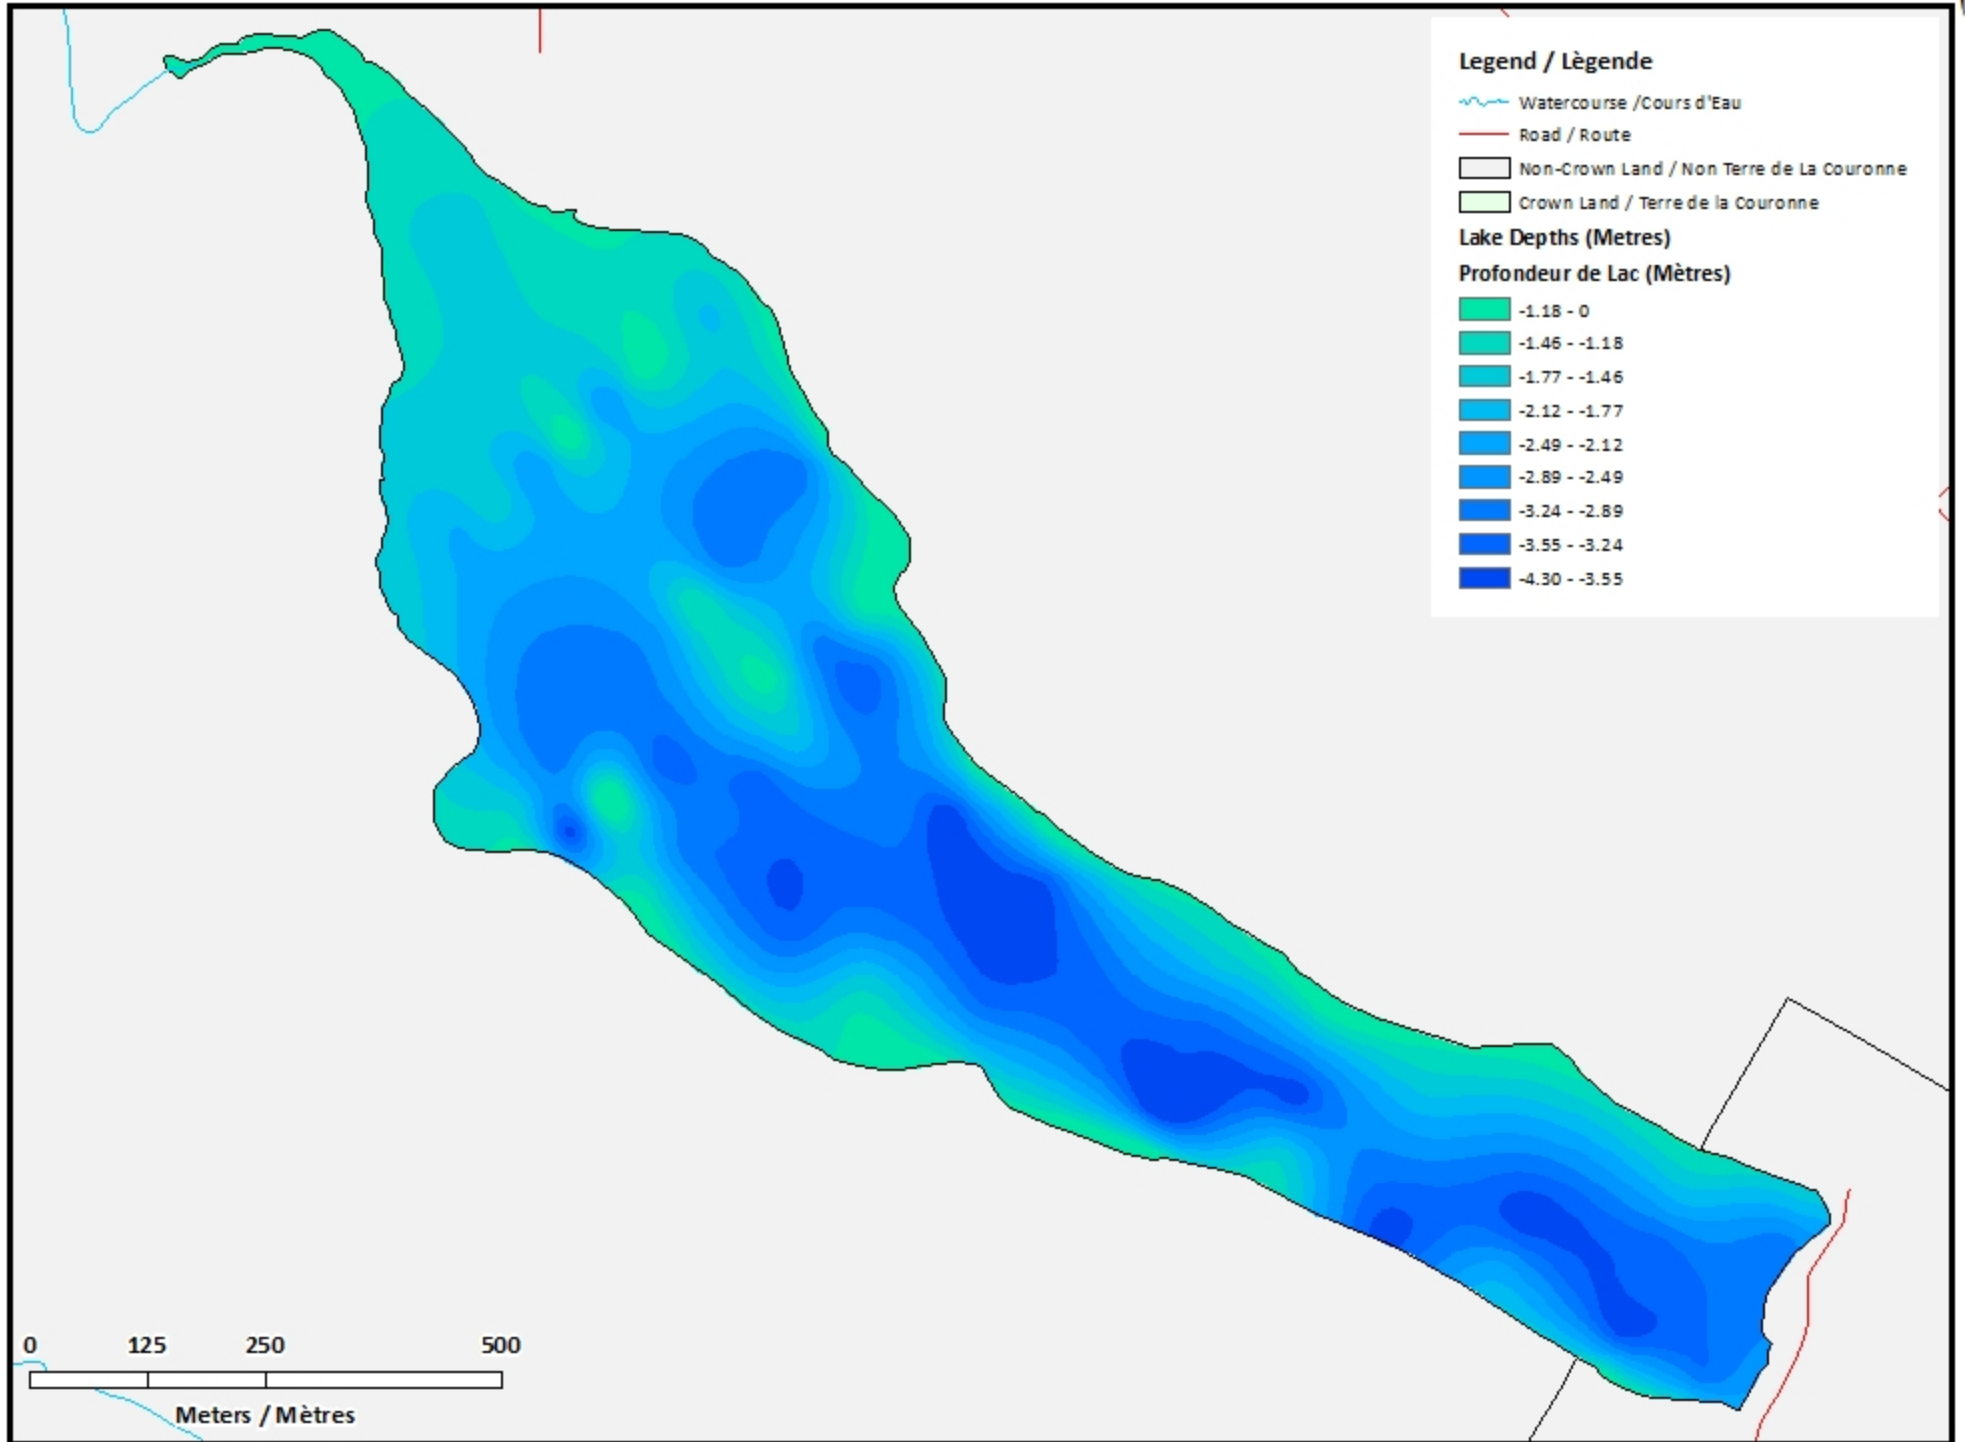 Legend / Lègende
Watercourse /Cours d'Eau
Road / Route
Non-Crown Land / Non Terre de La Couronne
Crown Land / Terre de la Couronne
Lake Depths (Metres)
Profondeur de Lac (Mètres)
-1.18 - 0
-1.46 - -1.18
-1.77 - -1.46
-2.12 - -1.77
-2.49 - -2.12
-2.89 - -2.49
-3.24 - -2.89
-3.55 - -3.24
-4.30 - -3.55
0 125 250 500
Meters / Mètres